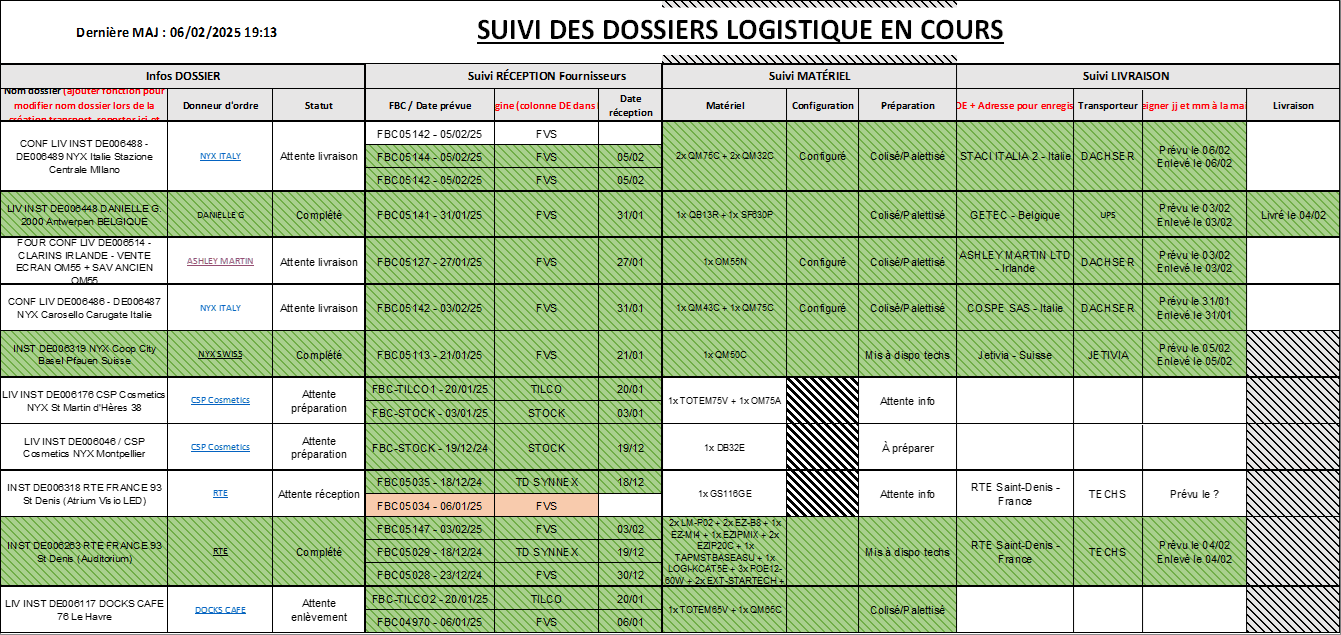 Dernière MAJ : 06/02/2025 19:13
SUIVI DES DOSSIERS LOGISTIQUE EN COURS
Infos DOSSIER
Suivi RÉCEPTION Fournisseurs
Suivi MATÉRIEL
Suivi LIVRAISON
Nom dossier (ajouter fonction pour
modifier nom dossier lors de la
création transport, reporter ici et
Donneur d'ordre
Statut
FBC / Date prévue
gine (colonne DE dans
Date
réception
Matériel
Configuration
Préparation
DE + Adresse pour enregis
Transporteur
eigner jj et mm à la ma
Livraison
CONF LIV INST DE006488 -
DE006489 NYX Italie Stazione
Centrale MIlano
NYX ITALY
Attente livraison
FBC05142 - 05/02/25
FVS
FBC05144 - 05/02/25
FVS
05/02
FBC05142 - 05/02/25
FVS
05/02
2x QM75C + 2x QM32C
Configuré
Colisé/Palettisé
STACI ITALIA 2 - Italie
DACHSER
Prévu le 06/02
Enlevé le 06/02
LIV INST DE006448 DANIELLE G.
2000 Antwerpen BELGIQUE
DANIELLE G
Complété
FBC05141 - 31/01/25
FVS
31/01
1x QB13R + 1x SF630P
Colisé/Palettisé
GETEC - Belgique
UPS
Prévu le 03/02
Enlevé le 03/02
Livré le 04/02
FOUR CONF LIV DE006514 -
CLARINS IRLANDE - VENTE
ECRAN OM55 + SAV ANCIEN
OM55
ASHLEY MARTIN
Attente livraison
FBC05127 - 27/01/25
FVS
27/01
1x OM55N
Configuré
Colisé/Palettisé
ASHLEY MARTIN LTD
- Irlande
DACHSER
Prévu le 03/02
Enlevé le 03/02
CONF LIV DE006486 - DE006487
NYX Carosello Carugate Italie
NYX ITALY
Attente livraison
FBC05142 - 03/02/25
FVS
31/01
1x QM43C + 1x QM75C
Configuré
Colisé/Palettisé
COSPE SAS - Italie
DACHSER
Prévu le 31/01
Enlevé le 31/01
INST DE006319 NYX Coop City
Basel Pfauen Suisse
NYX SWISS
Complété
FBC05113 - 21/01/25
FVS
21/01
1x QM50C
Mis à dispo techs
Jetivia - Suisse
JETIVIA
Prévu le 05/02
Enlevé le 05/02
LIV INST DE006176 CSP Cosmetics
NYX St Martin d'Hères 38
CSP Cosmetics
Attente
préparation
FBC-TILCO1 - 20/01/25
TILCO
20/01
FBC-STOCK - 03/01/25
STOCK
03/01
1x TOTEM75V + 1x OM75A
Attente info
LIV INST DE006046 / CSP
Cosmetics NYX Montpellier
CSP Cosmetics
Attente
préparation
FBC-STOCK - 19/12/24
STOCK
19/12
1x DB32E
À préparer
INST DE006318 RTE FRANCE 93
St Denis (Atrium Visio LED)
RTE
Attente réception
FBC05035 - 18/12/24
TD SYNNEX
18/12
FBC05034 - 06/01/25
FVS
1x GS116GE
Attente info
RTE Saint-Denis -
France
TECHS
Prévu le ?
INST DE006263 RTE FRANCE 93
St Denis (Auditorium)
RTE
Complété
FBC05147 - 03/02/25
FVS
03/02
FBC05029 - 18/12/24
TD SYNNEX
19/12
FBC05028 - 23/12/24
FVS
30/12
2x LM-P02 + 2x EZ-B8 + 1x
EZ-MI4 + 1x EZIPMIX + 2x
EZIP20C + 1x
TAPMSTBASEASU + 1x
LOGI-KCAT5E + 3x POE12-
60W + 2x EXT-STARTECH +
Mis à dispo techs
RTE Saint-Denis -
France
TECHS
Prévu le 04/02
Enlevé le 04/02
LIV INST DE006117 DOCKS CAFE
76 Le Havre
DOCKS CAFE
Attente
enlèvement
FBC-TILCO2 - 20/01/25
TILCO
20/01
FBC04970 - 06/01/25
FVS
06/01
1x TOTEM65V + 1x QM65C
Colisé/Palettisé